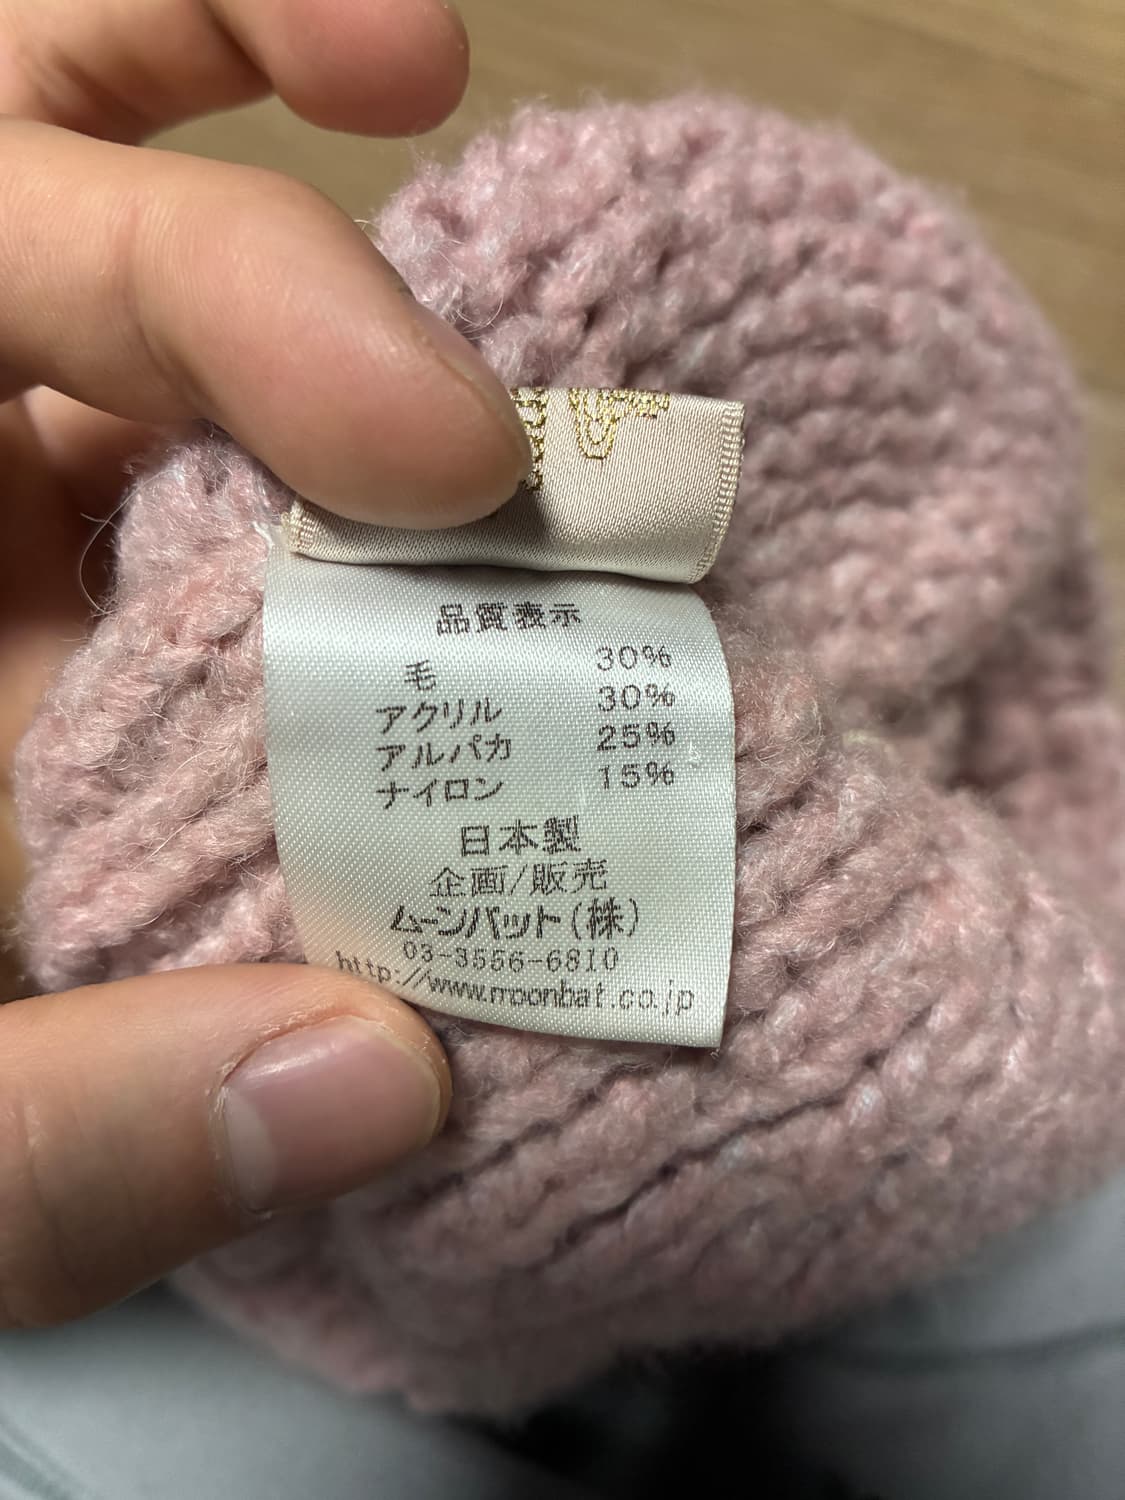 品質表示
毛 30%
アクリル 30%
アルパカ 25%
ナイロン 15%
日本製
企画/販売
ムーンバット(株)
03-3556-6810
http://www.moonbat.co.jp